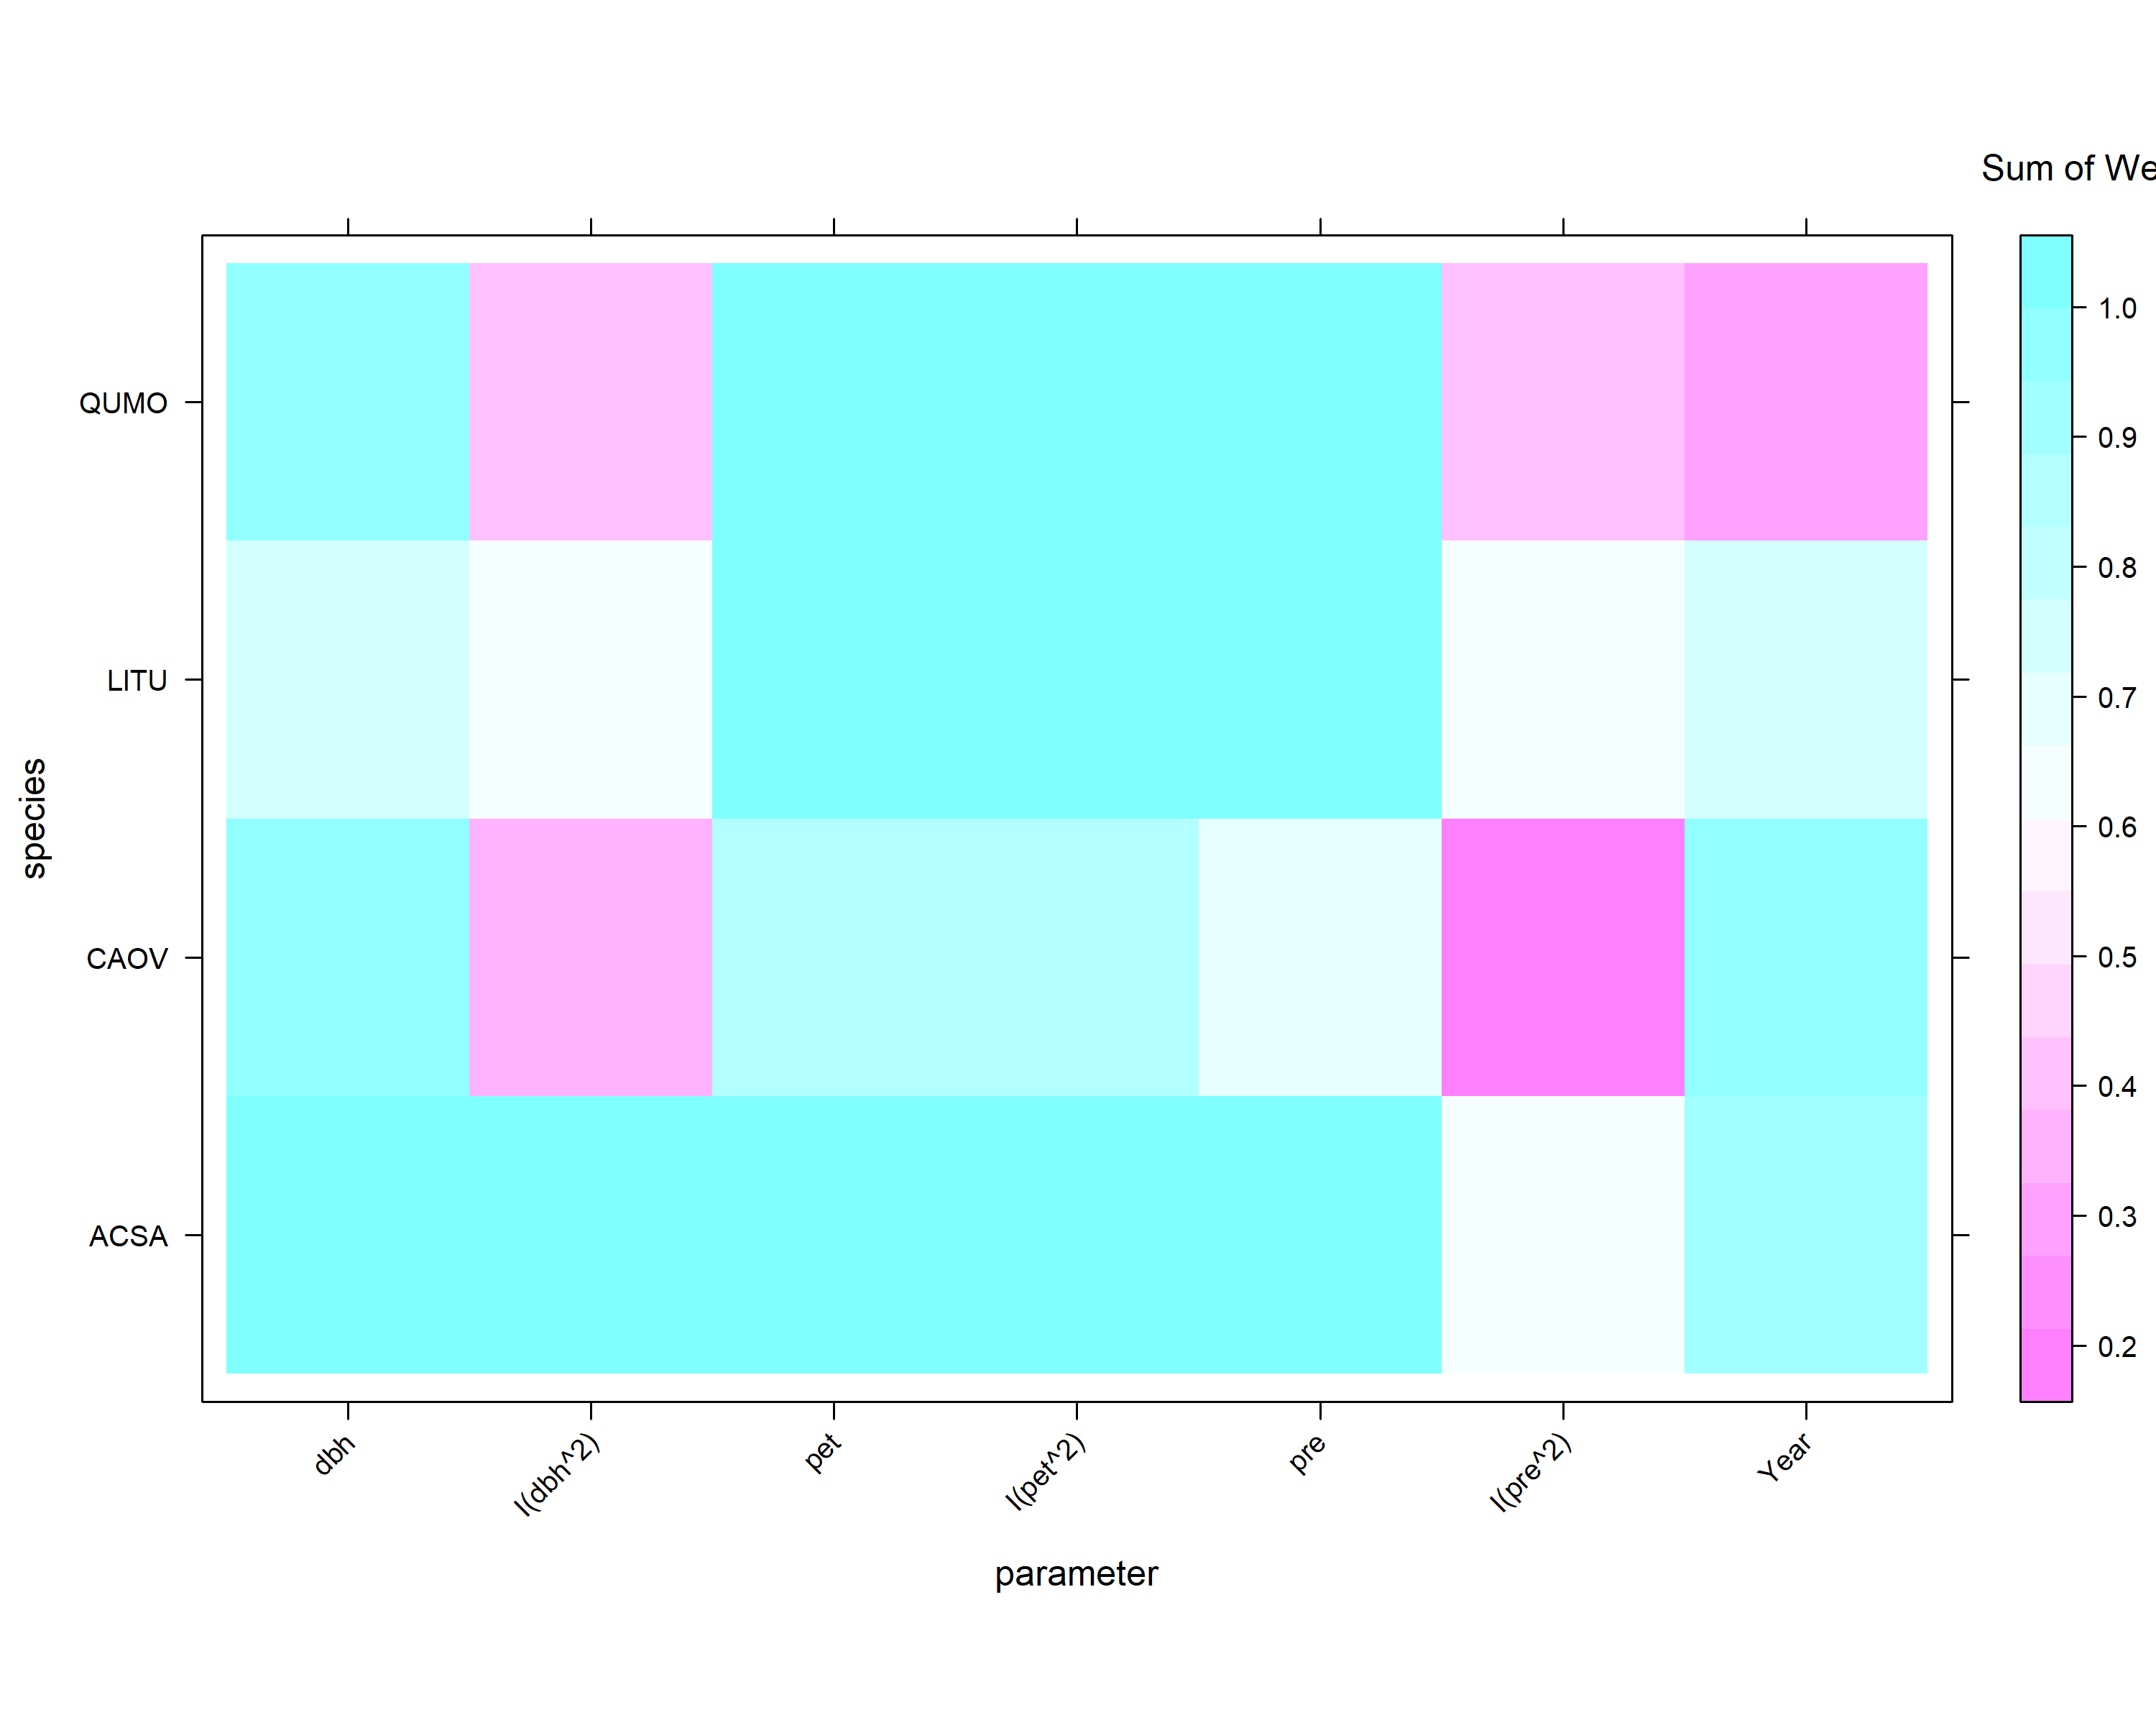 Sum of We
1.0
0.9
0.8
0.7
0.6
0.5
0.4
0.3
0.2
species
QUMO
LITU
CAOV
ACSA
dbh
I(dbh^2)
pet
I(pet^2)
pre
I(pre^2)
Year
parameter